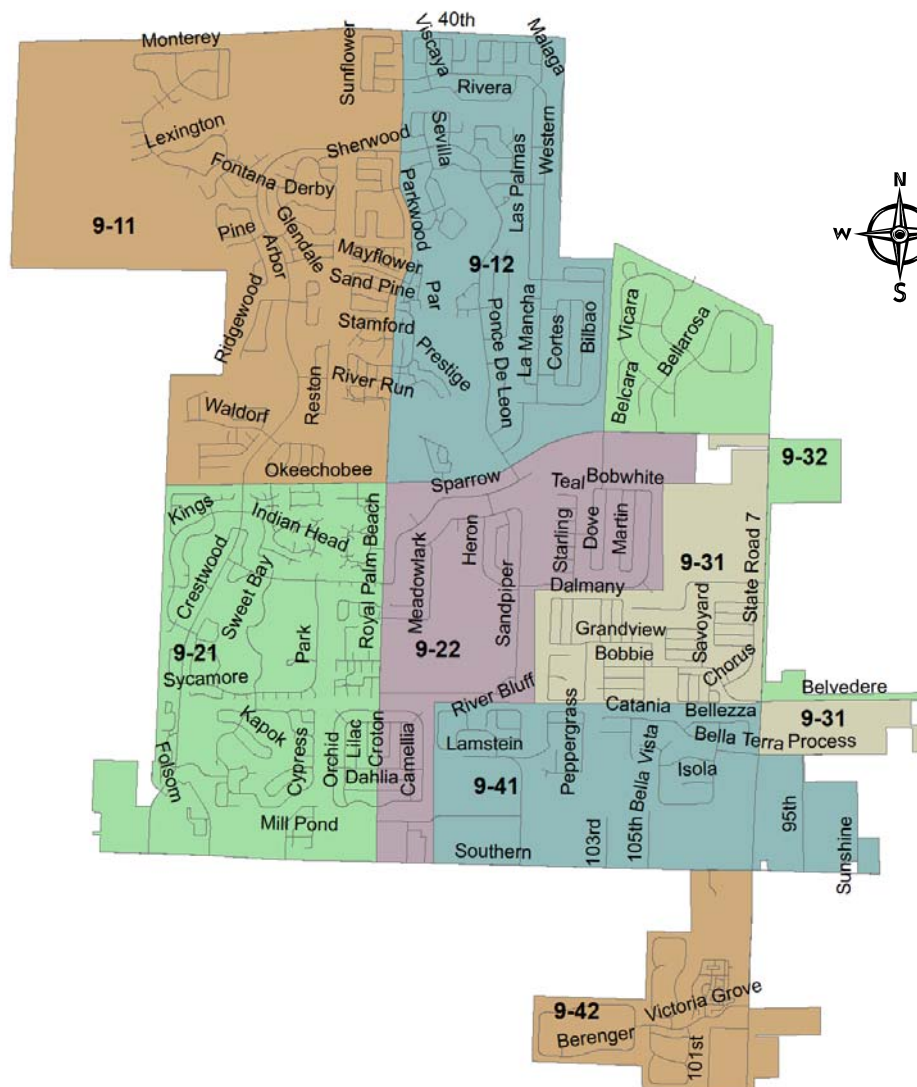 40th
Monterey
Sunflower
Viscaya
Malaga
Rivera
Lexington
Sherwood
Sevilla
Las Palmas
Western
Fontana
Derby
Parkwood
N
W
S
9-11
Pine
Arbor
Glendale
Mayflower
9-12
Sand Pine
Par
Ridgewood
Stamford
Prestige
Ponce De Leon
La Mancha
Cortes
Bilbao
Vicara
Bellarosa
Belcara
Reston
River Run
Waldorf
Okeechobee
Sparrow
Teal
Bobwhite
9-32
Kings
Indian Head
Royal Palm Beach
Meadowlark
Heron
Sandpiper
Starling
Dove
Martin
9-31
State Road 7
Crestwood
Sweet Bay
Dalmany
Park
Grandview
Savoyard
9-21
9-22
Bobbie
Chorus
Sycamore
River Bluff
Belvedere
Catania
Bellezza
9-31
Kapok
Cypress
Orchid
Lilac
Croton
Camellia
Lamstein
Peppergrass
Bella Vista
Bella Terra
Process
Folsom
Dahlia
9-41
Isola
Mill Pond
Southern
103rd
105th
95th
Sunshine
9-42
Victoria Grove
Berenger
101st